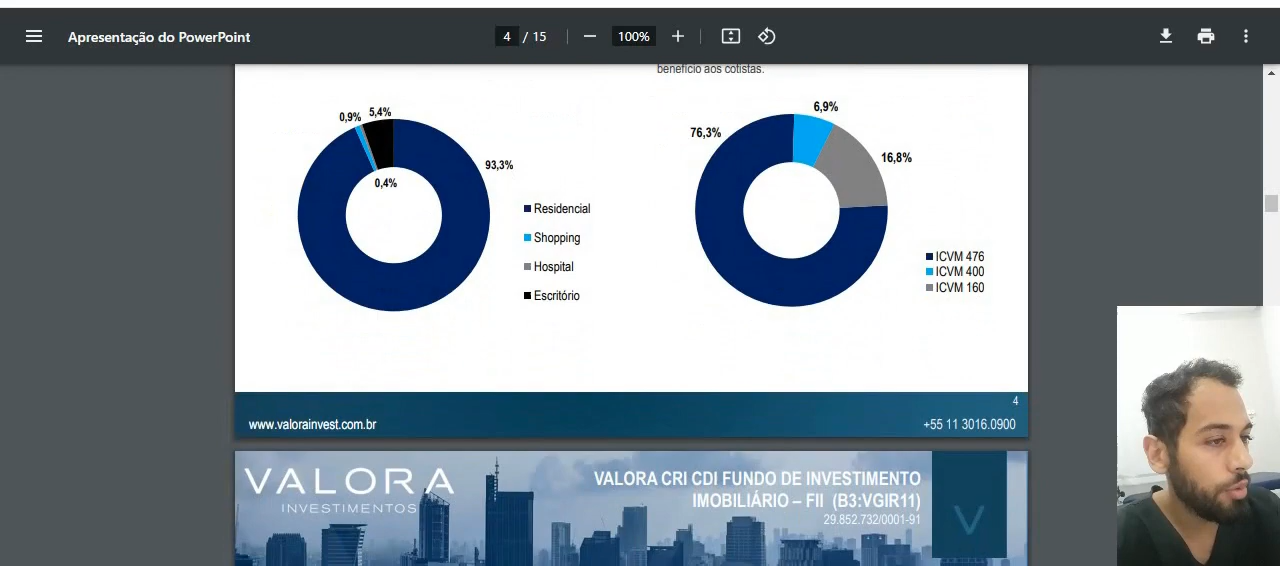 Apresentação do PowerPoint
4 / 15
100%
benefício aos cotistas.
0,9%
5,4%
93,3%
0,4%
Residencial
Shopping
Hospital
Escritório
76,3%
6,9%
16,8%
ICVM 476
ICVM 400
ICVM 160
4
www.valorainvest.com.br
+55 11 3016.0900
VALORA
INVESTIMENTOS
VALORA CRI CDI FUNDO DE INVESTIMENTO
IMOBILIÁRIO – FII (B3:VGIR11)
29.852.732/0001-91
V